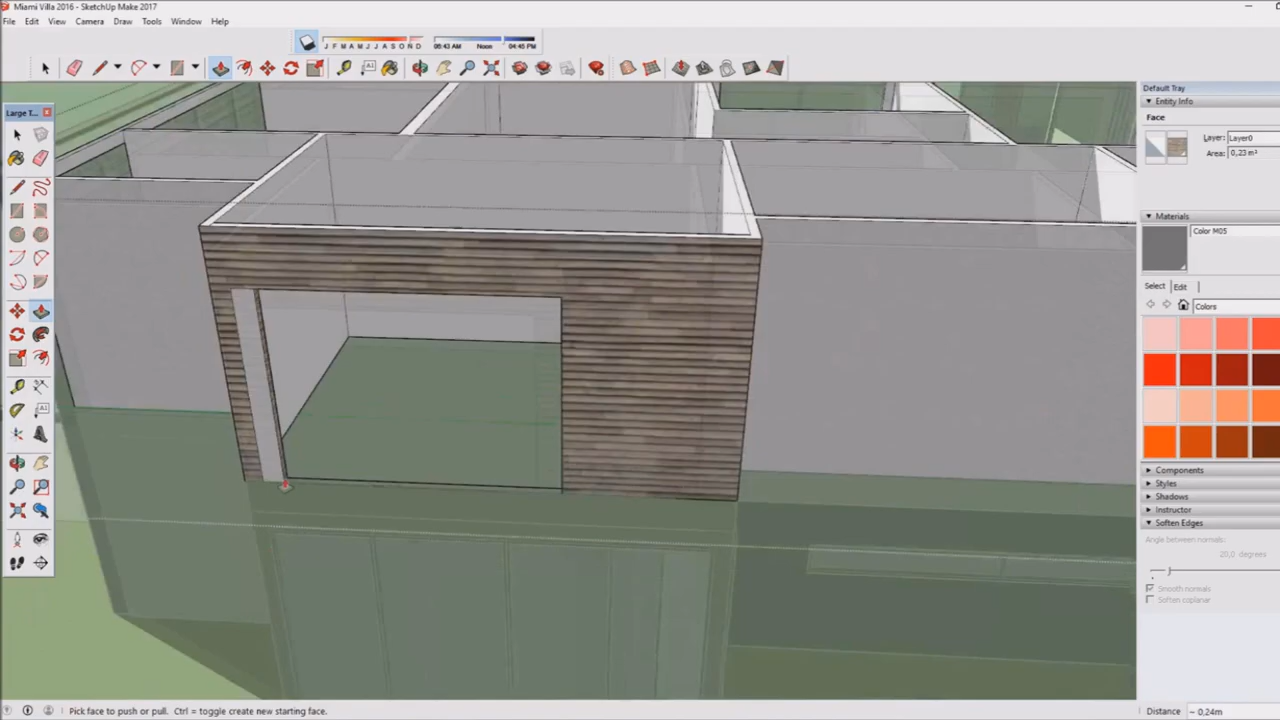 Miami Villa 2016 - SketchUp Make 2017
File Edit View Camera Draw Tools Window Help
J F M A M J J A S O N D
06:43 AM Noon 04:45 PM
Large T...
Default Tray
Entity Info
Face
Layer: Layer0
Area: 0,23 m²
Materials
Color M05
Select Edit
Colors
Components
Styles
Shadows
Instructor
Soften Edges
Angle between normals:
20,0 degrees
Smooth normals
Soften coplanar
Pick face to push or pull. Ctrl = toggle create new starting face.
Distance ~ 0,24m